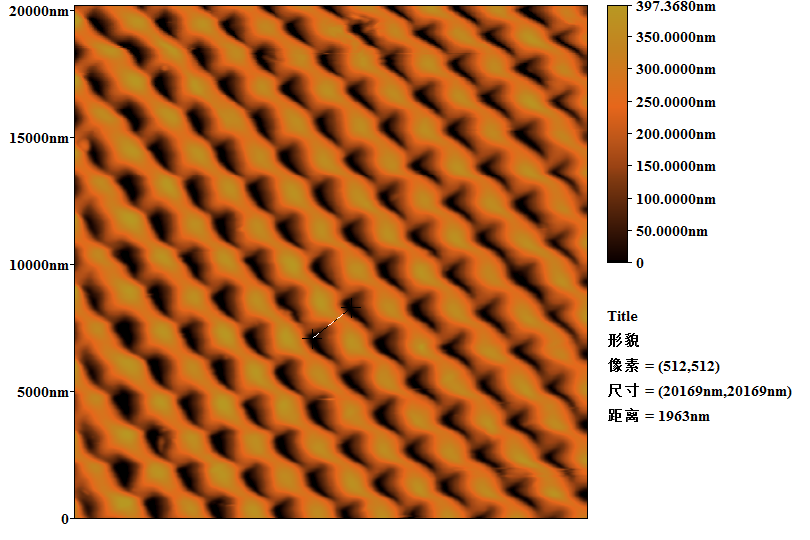 20000nm
15000nm
10000nm
5000nm
0
397.3680nm
350.0000nm
300.0000nm
250.0000nm
200.0000nm
150.0000nm
100.0000nm
50.0000nm
0
Title
形貌
像素 = (512,512)
尺寸 = (20169nm,20169nm)
距离 = 1963nm